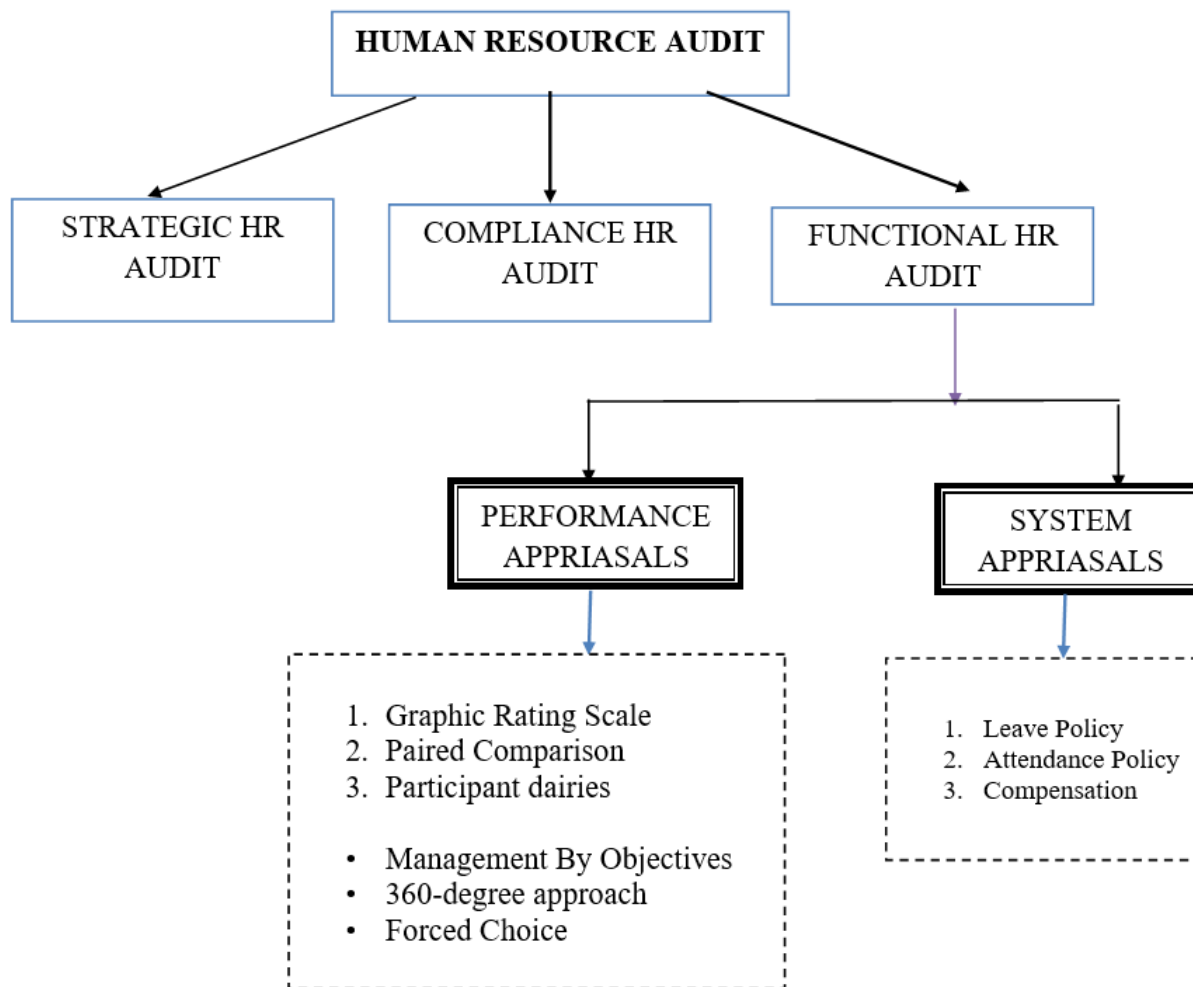 HUMAN RESOURCE AUDIT
STRATEGIC HR
AUDIT
COMPLIANCE HR
AUDIT
FUNCTIONAL HR
AUDIT
PERFORMANCE
APPRIASALS
SYSTEM
APPRIASALS
1. Graphic Rating Scale
2. Paired Comparison
3. Participant dairies
• Management By Objectives
• 360-degree approach
• Forced Choice
1. Leave Policy
2. Attendance Policy
3. Compensation